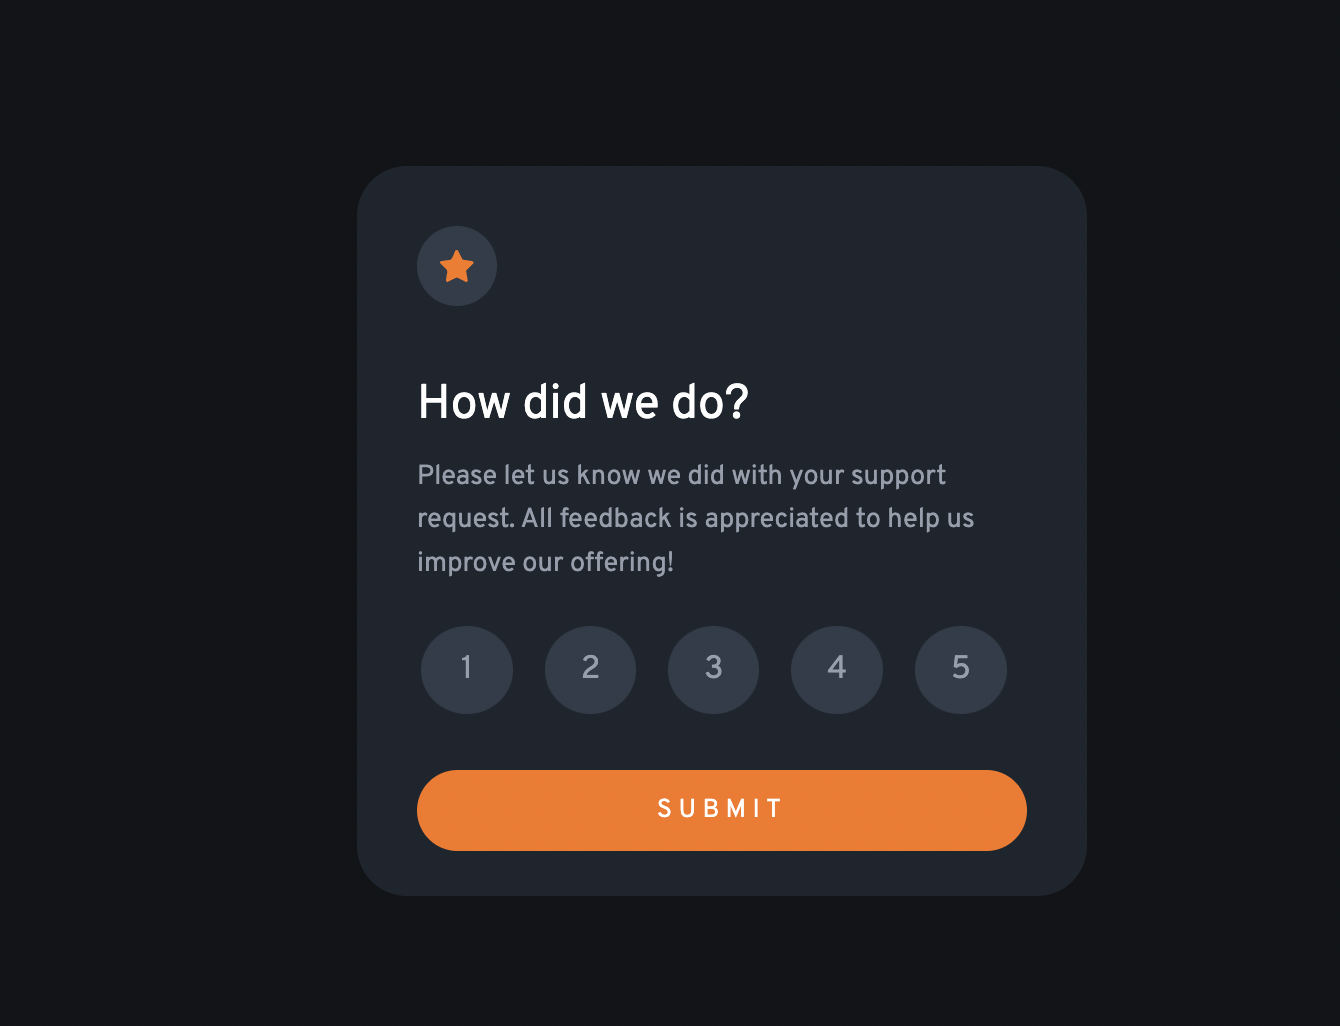 How did we do?
Please let us know we did with your support
request. All feedback is appreciated to help us
improve our offering!
1 2 3 4 5
SUBMIT